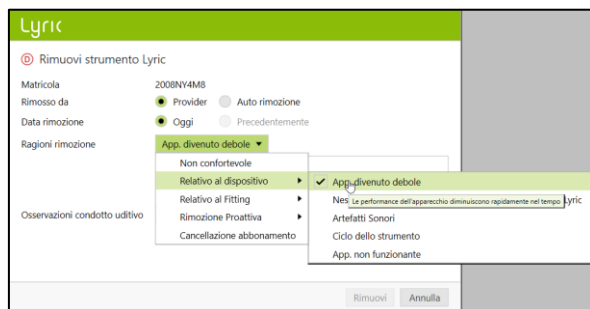 Lyric
D Rimuovi strumento Lyric
Matricola 2008NY4M8
Rimosso da Provider Auto rimozione
Data rimozione Oggi Precedentemente
Ragioni rimozione App. divenuto debole
Non confortevole
Relativo al dispositivo App. divenuto debole
Relativo al Fitting Nes Le performance dell'apparecchio diminuiscono rapidamente nel tempo Lyric
Osservazioni condotto uditivo Rimozione Proattiva Artefatti Sonori
Cancellazione abbonamento Ciclo dello strumento
App. non funzionante
Rimuovi Annulla